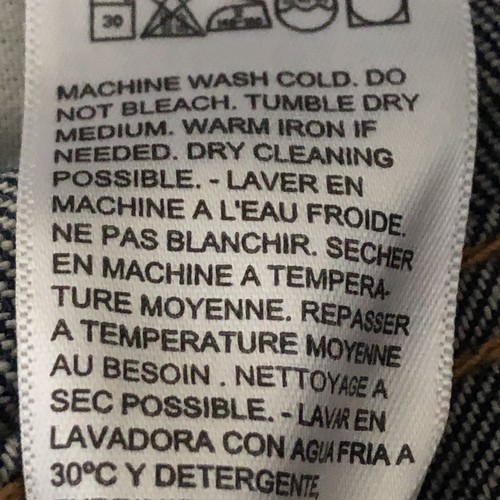 30
MACHINE WASH COLD. DO
NOT BLEACH. TUMBLE DRY
MEDIUM. WARM IRON IF
NEEDED. DRY CLEANING
POSSIBLE. - LAVER EN
MACHINE A L'EAU FROIDE.
NE PAS BLANCHIR. SECHER
EN MACHINE A TEMPERA-
TURE MOYENNE. REPASSER
A TEMPERATURE MOYENNE
AU BESOIN . NETTOYAGE A
SEC POSSIBLE. - LAVAR EN
LAVADORA CON AGUA FRIA A
30ºC Y DETERGENTE